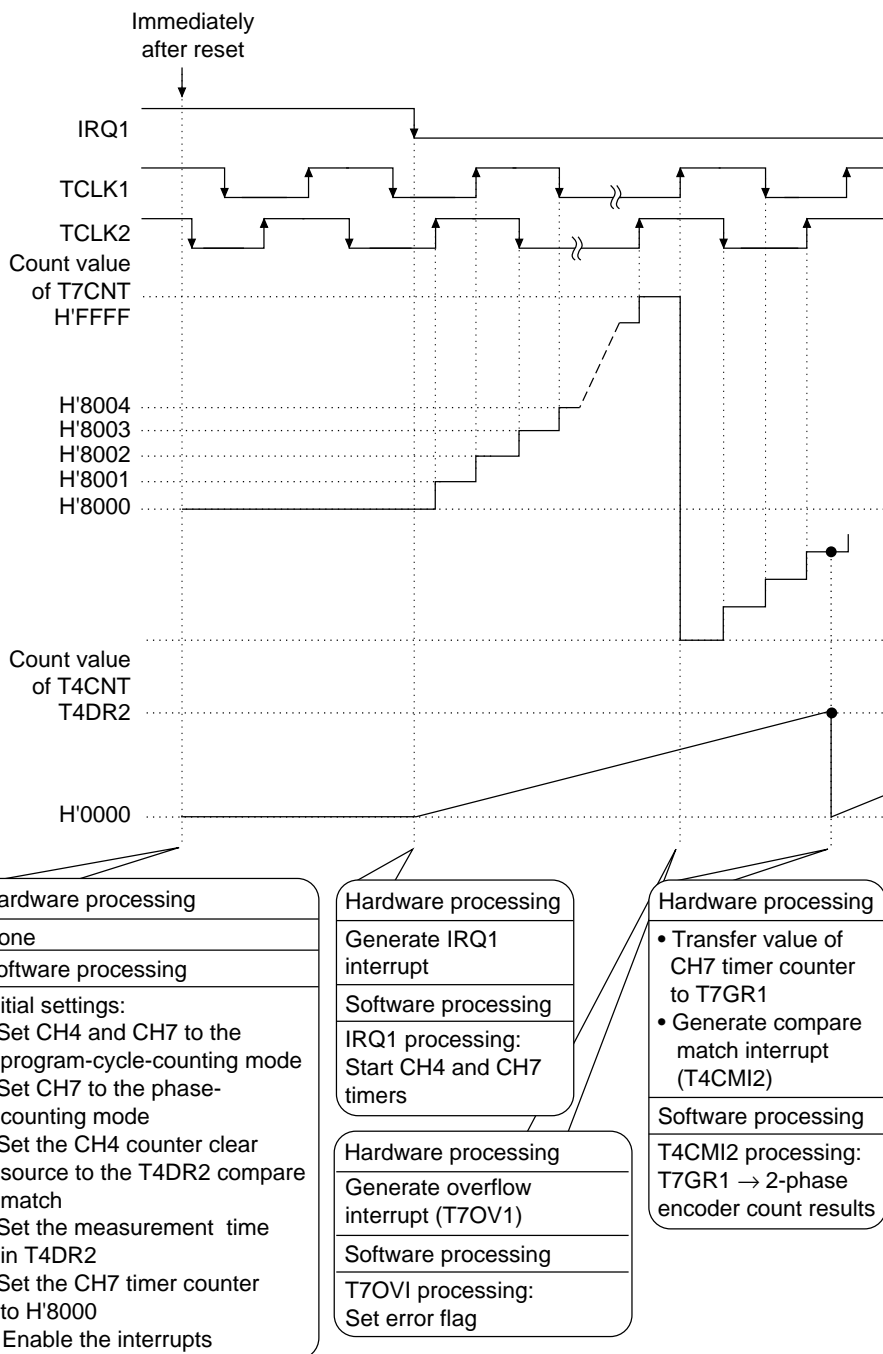 Immediately
after reset
IRQ1
TCLK1
TCLK2
Count value
of T7CNT
H'FFFF
H'8004
H'8003
H'8002
H'8001
H'8000
Count value
of T4CNT
T4DR2
H'0000
ardware processing
one
oftware processing
itial settings:
Set CH4 and CH7 to the
program-cycle-counting mode
Set CH7 to the phase-
counting mode
Set the CH4 counter clear
source to the T4DR2 compare
match
Set the measurement time
in T4DR2
Set the CH7 timer counter
to H'8000
Enable the interrupts
Hardware processing
Generate IRQ1
interrupt
Software processing
IRQ1 processing:
Start CH4 and CH7
timers
Hardware processing
Generate overflow
interrupt (T7OV1)
Software processing
T7OVI processing:
Set error flag
Hardware processing
• Transfer value of
CH7 timer counter
to T7GR1
• Generate compare
match interrupt
(T4CMI2)
Software processing
T4CMI2 processing:
T7GR1 → 2-phase
encoder count results